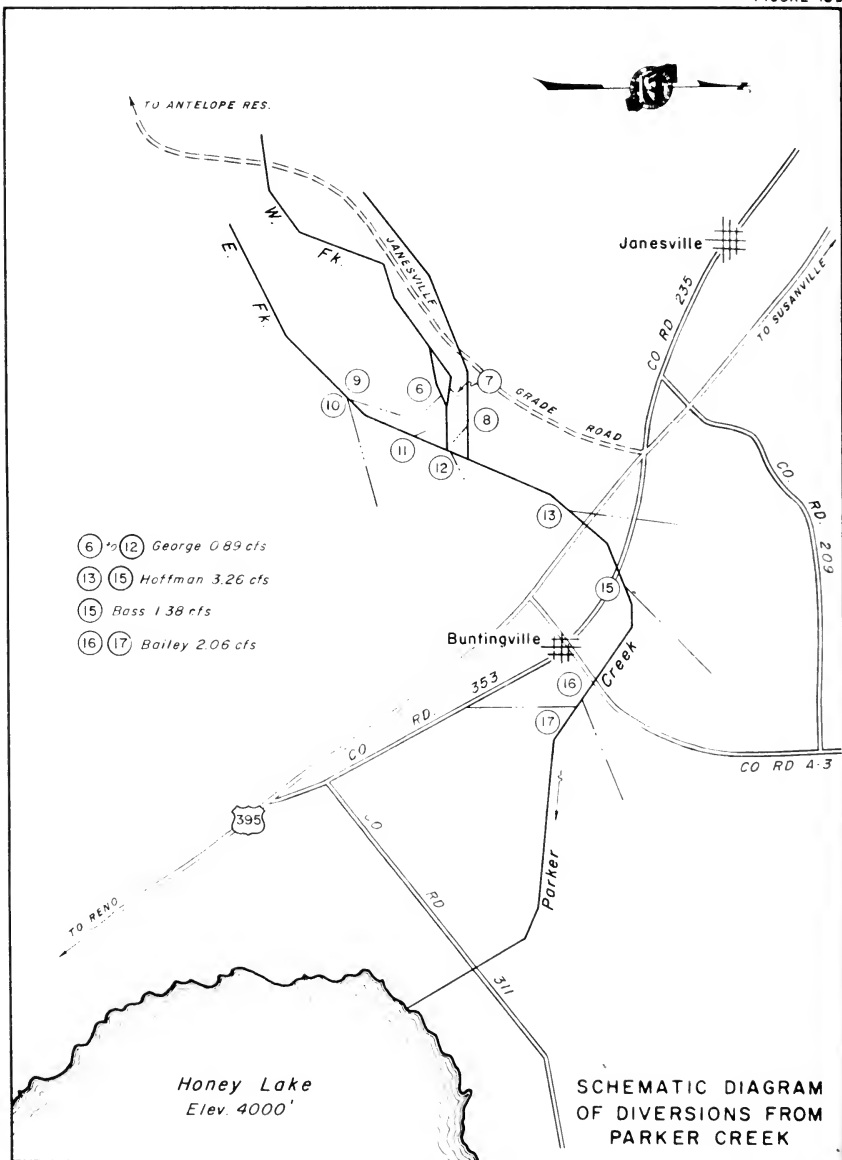 TO ANTELOPE RES.
W. Fk.
E. Fk.
JANESVILLE GRADE ROAD
Janesville
CO RD 235
TO SUSANVILLE
CO. RD. 209
9
10
6
7
8
11
12
13
15
6 to 12 George 0.89 cfs
13 15 Hoffman 3.26 cfs
15 Bass 1.38 cfs
16 17 Bailey 2.06 cfs
Buntingville
16
17
CO RD. 353
CO RD A-3
Parker Creek
395
TO RENO
CO RD 311
Honey Lake
Elev. 4000'
SCHEMATIC DIAGRAM
OF DIVERSIONS FROM
PARKER CREEK